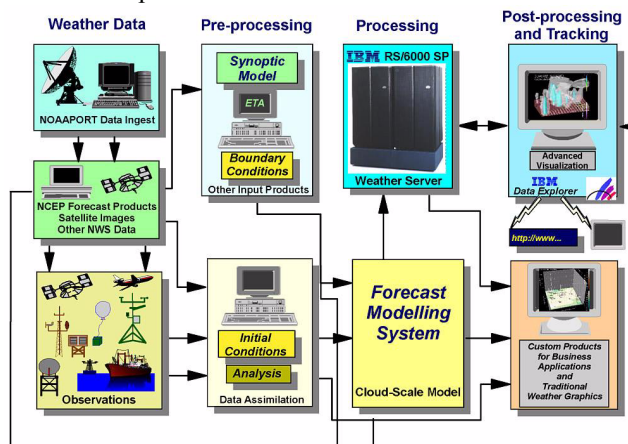 Weather Data
Pre-processing
Processing
Post-processing
and Tracking
NOAAPORT Data Ingest
NCEP Forecast Products
Satellite Images
Other NWS Data
Observations
Synoptic Model
ETA
Boundary
Conditions
Other Input Products
Initial
Conditions
Analysis
Data Assimilation
IBM RS/6000 SP
Weather Server
Forecast
Modelling
System
Cloud-Scale Model
Advanced
Visualization
IBM
Data Explorer
http://www...
Custom Products
for Business
Applications
and
Traditional
Weather Graphics